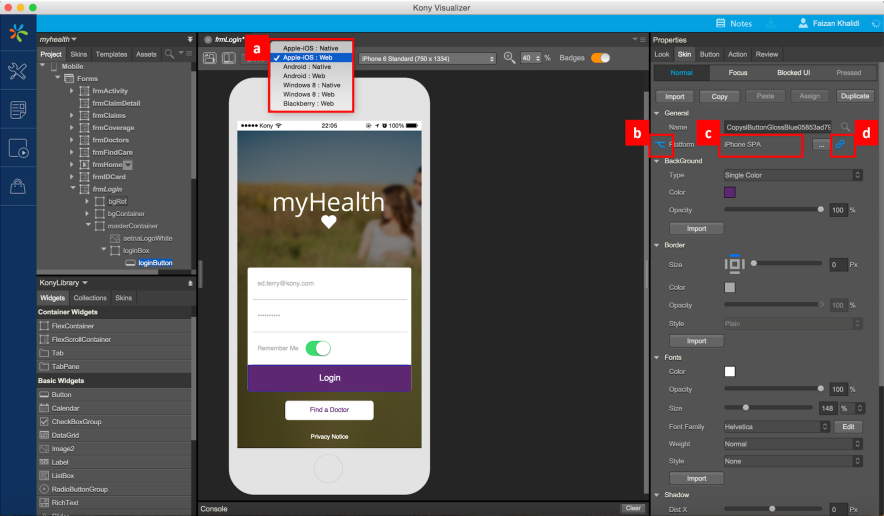 Kony Visualizer
Notes
Faizan Khalidi
myhealth
Project Skins Templates Assets
Mobile
Forms
frmActivity
frmClaimDetail
frmClaims
frmCoverage
frmDoctors
frmFindCare
frmHome
frmIDCard
frmLogin
bgRef
bgContainer
masterContainer
aetnaLogoWhite
loginBox
loginButton
KonyLibrary
Widgets Collections Skins
Container Widgets
FlexContainer
FlexScrollContainer
Tab
TabPane
Basic Widgets
Button
Calendar
CheckBoxGroup
DataGrid
Image2
Label
ListBox
RadioButtonGroup
RichText
frmLogin*
a
Apple-iOS : Native
✓ Apple-iOS : Web
Android : Native
Android : Web
Windows 8 : Native
Windows 8 : Web
Blackberry : Web
iPhone 6 Standard (750 x 1334)
40 %
Badges
Kony 22:05 100%
myHealth
ed.terry@kony.com
••••••••••
Remember Me
Login
Find a Doctor
Privacy Notice
Console
Clear
Properties
Look Skin Button Action Review
Normal Focus Blocked UI Pressed
Import Copy Paste Assign Duplicate
General
Name CopyslButtonGlossBlue05853ad79
b c d
Platform iPhone SPA ...
BackGround
Type Single Color
Color
Opacity 100 %
Import
Border
Size 0 Px
Color
Opacity 100 %
Style Plain
Import
Fonts
Color
Opacity 100 %
Size 148 %
Font Family Helvetica Edit
Weight Normal
Style None
Import
Shadow
Dist X 0 Px